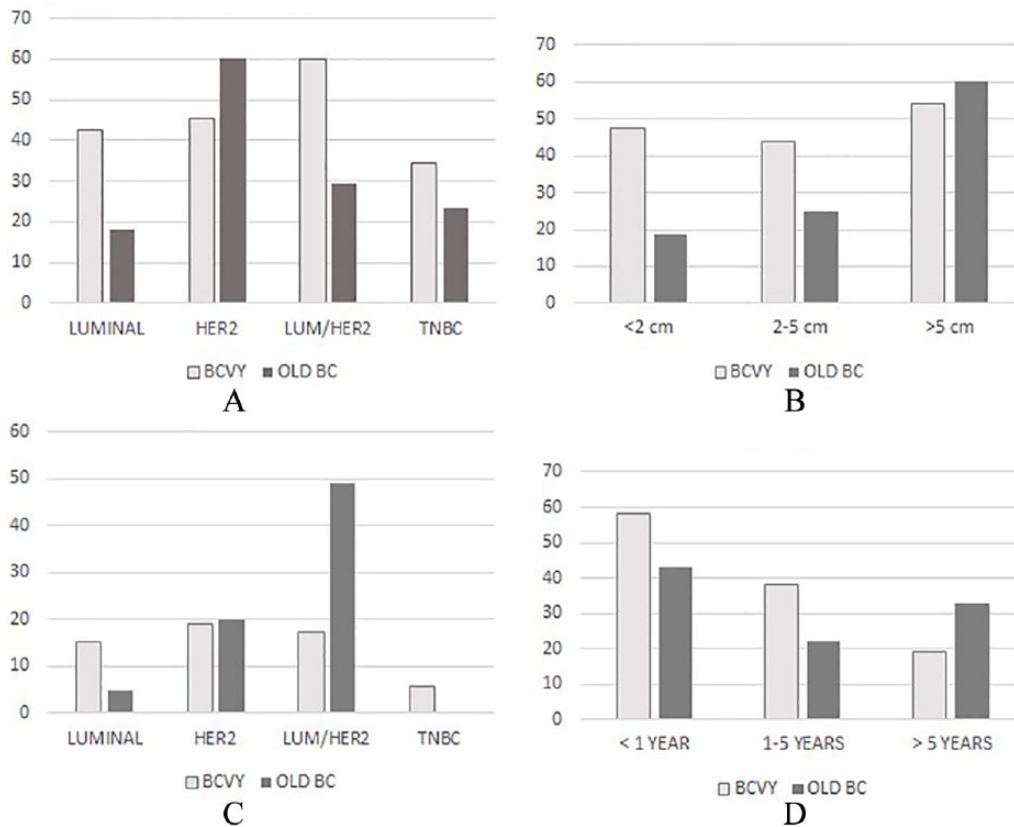 70
60
50
40
30
20
10
0
LUMINAL HER2 LUM/HER2 TNBC
BCVY OLD BC
A
70
60
50
40
30
20
10
0
<2 cm 2-5 cm >5 cm
BCVY OLD BC
B
60
50
40
30
20
10
0
LUMINAL HER2 LUM/HER2 TNBC
BCVY OLD BC
C
70
60
50
40
30
20
10
0
< 1 YEAR 1-5 YEARS > 5 YEARS
BCVY OLD BC
D